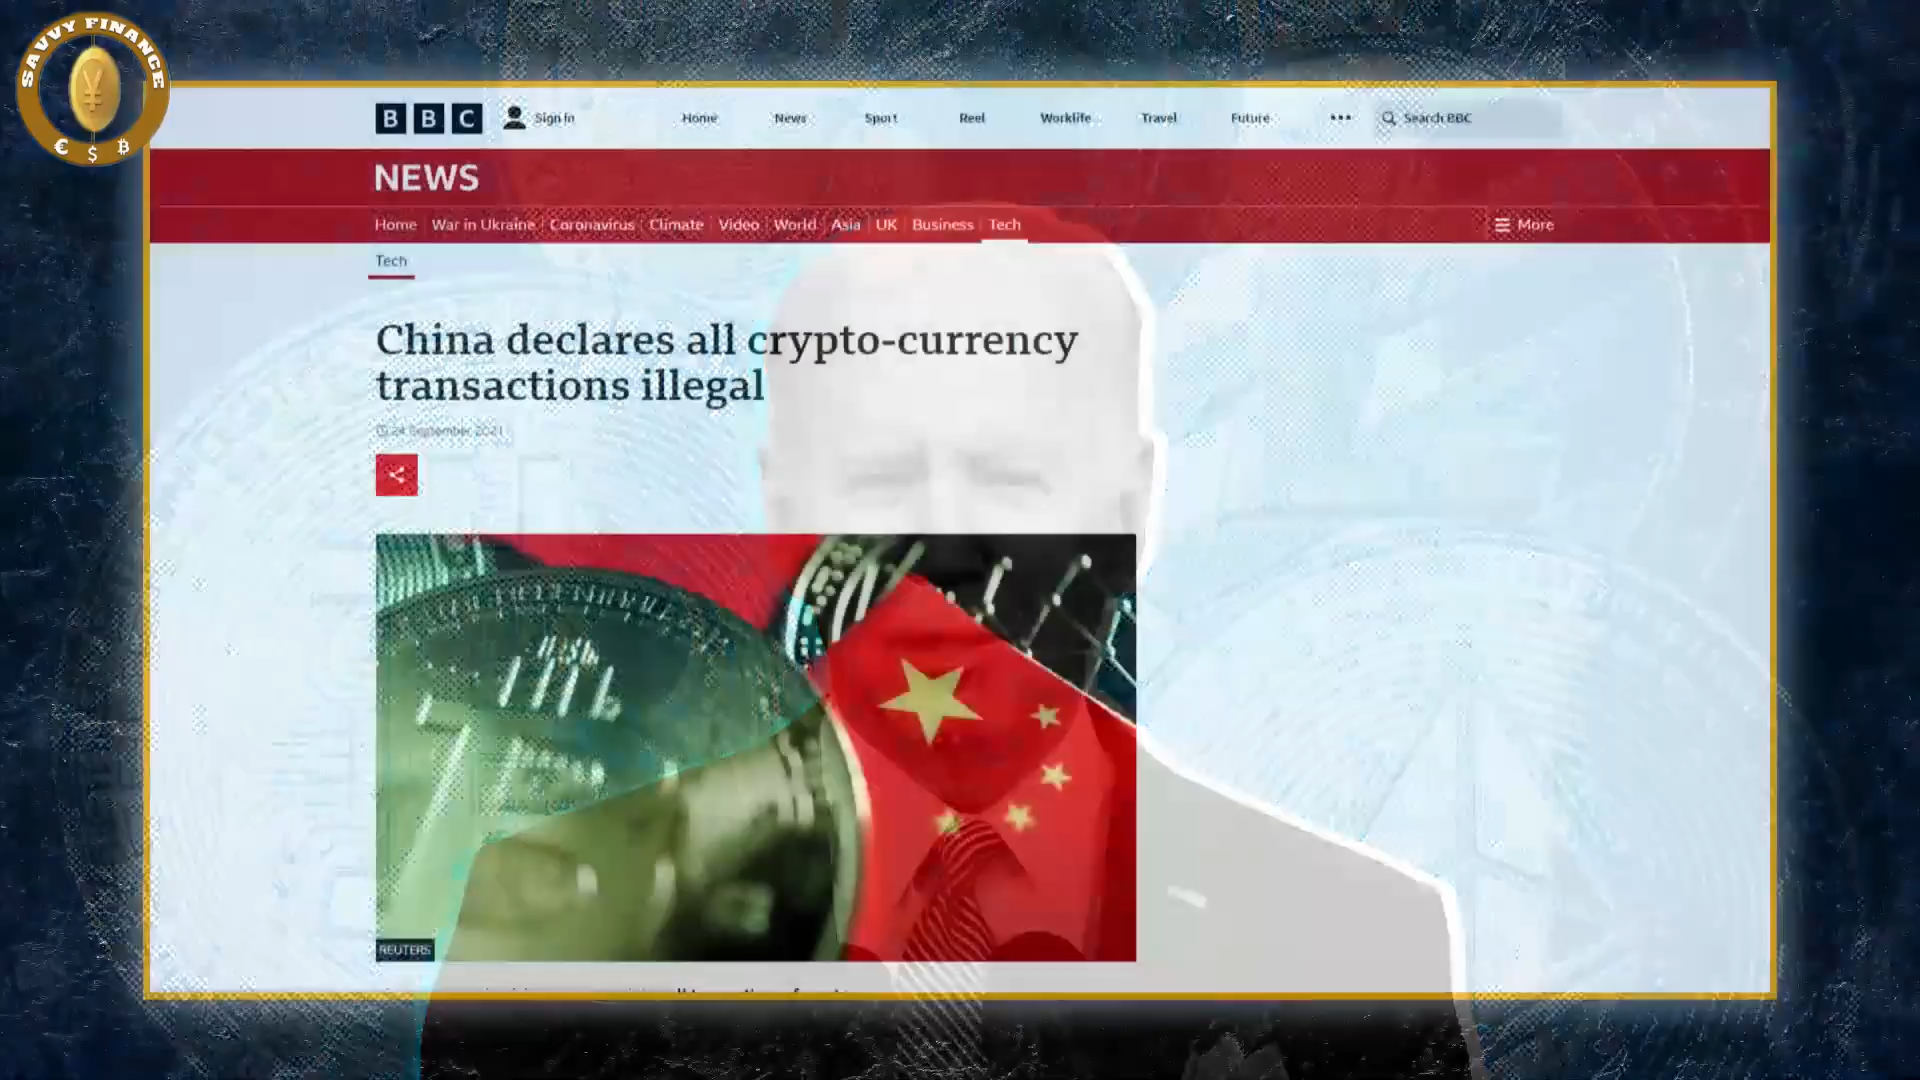 SAVVY FINANCE
BBC
Sign in
Home
News
Sport
Reel
Worklife
Travel
Future
Search BBC
NEWS
Home
War in Ukraine
Coronavirus
Climate
Video
World
Asia
UK
Business
Tech
More
Tech
China declares all crypto-currency
transactions illegal
24 September 2021
REUTERS